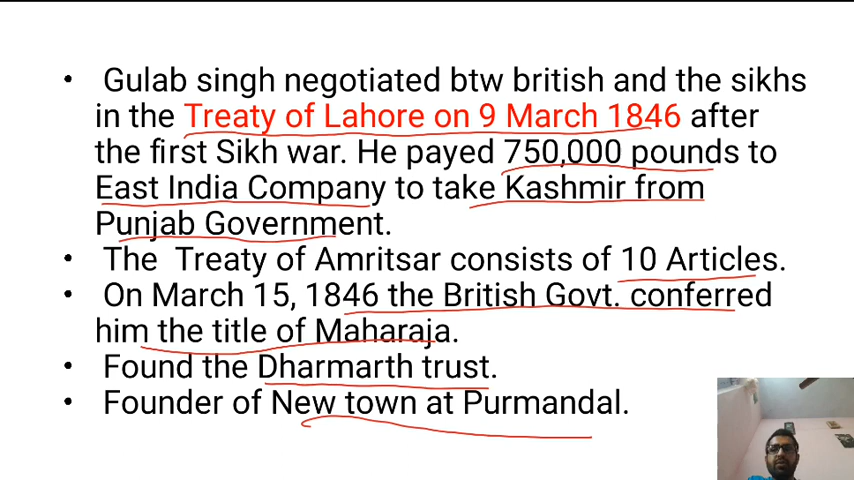 • Gulab singh negotiated btw british and the sikhs
in the Treaty of Lahore on 9 March 1846 after
the first Sikh war. He payed 750,000 pounds to
East India Company to take Kashmir from
Punjab Government.
• The Treaty of Amritsar consists of 10 Articles.
• On March 15, 1846 the British Govt. conferred
him the title of Maharaja.
• Found the Dharmarth trust.
• Founder of New town at Purmandal.